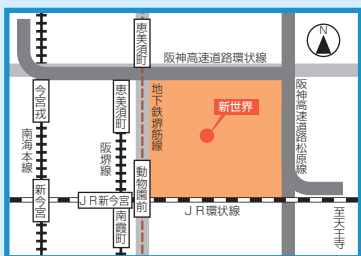 N
恵美須町
阪神高速道路環状線
今宮戎
恵美須町
地下鉄堺筋線
新世界
阪神高速道路松原線
南海本線
阪堺線
動物園前
新今宮
JR新今宮
JR環状線
南霞町
至天王寺